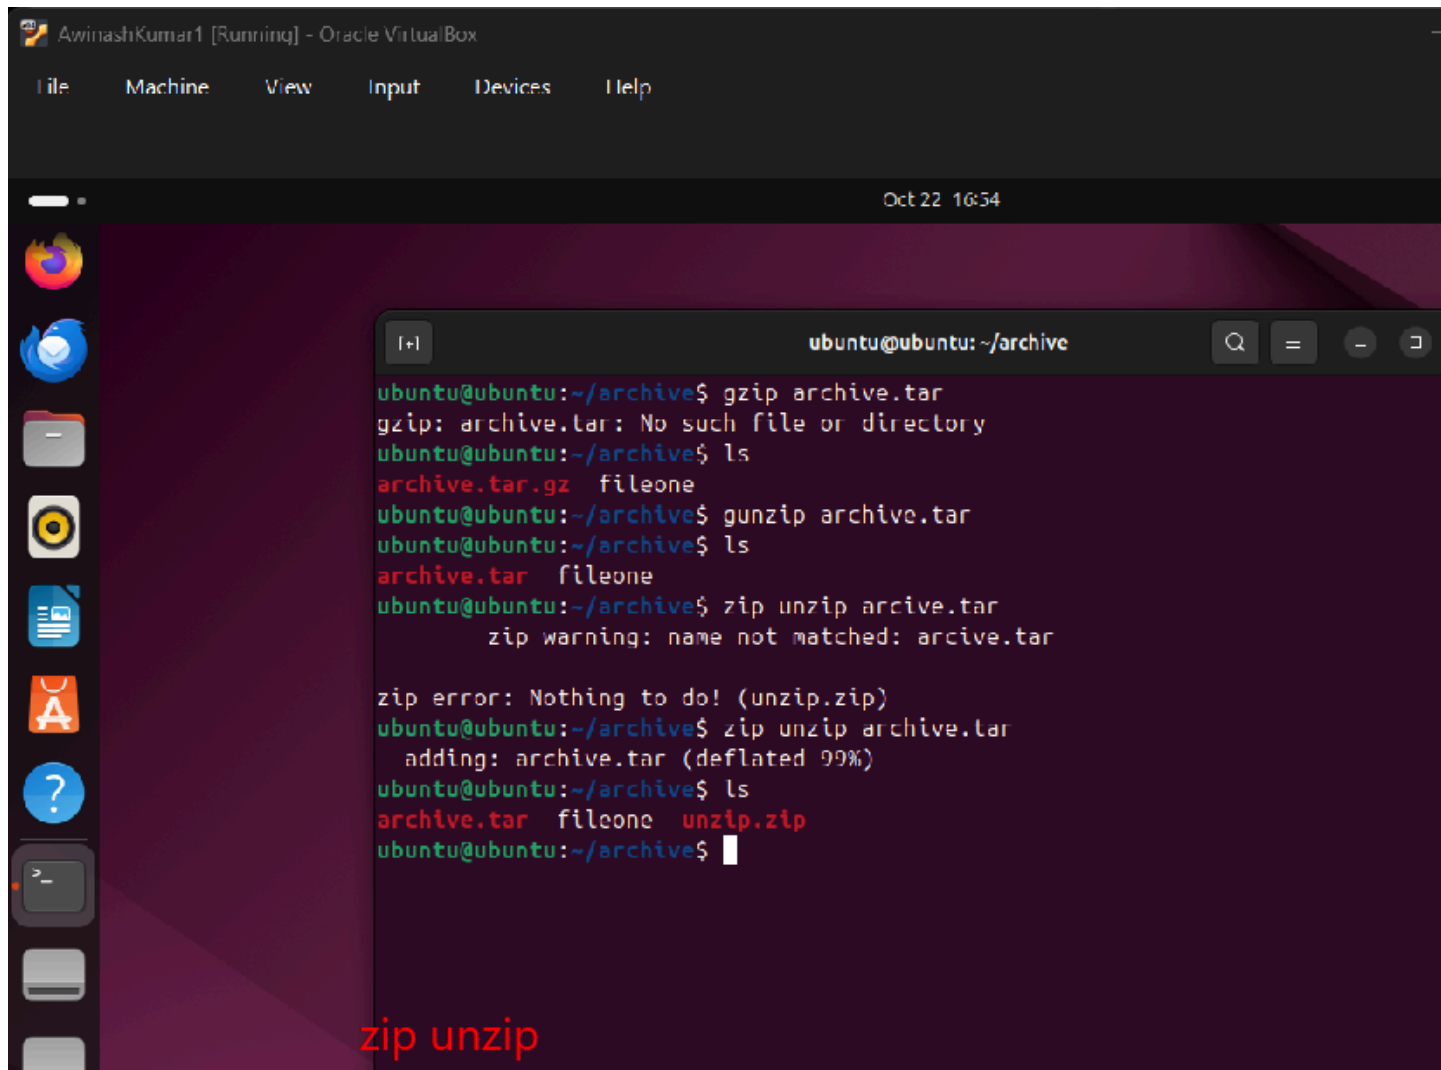 AwinashKumar1 [Running] - Oracle VirtualBox
File Machine View Input Devices Help
Oct 22 16:54
ubuntu@ubuntu: ~/archive
ubuntu@ubuntu:~/archive$ gzip archive.tar
gzip: archive.tar: No such file or directory
ubuntu@ubuntu:~/archive$ ls
archive.tar.gz fileone
ubuntu@ubuntu:~/archive$ gunzip archive.tar
ubuntu@ubuntu:~/archive$ ls
archive.tar fileone
ubuntu@ubuntu:~/archive$ zip unzip arcive.tar
zip warning: name not matched: arcive.tar
zip error: Nothing to do! (unzip.zip)
ubuntu@ubuntu:~/archive$ zip unzip archive.tar
adding: archive.tar (deflated 99%)
ubuntu@ubuntu:~/archive$ ls
archive.tar fileone unzip.zip
ubuntu@ubuntu:~/archive$
zip unzip